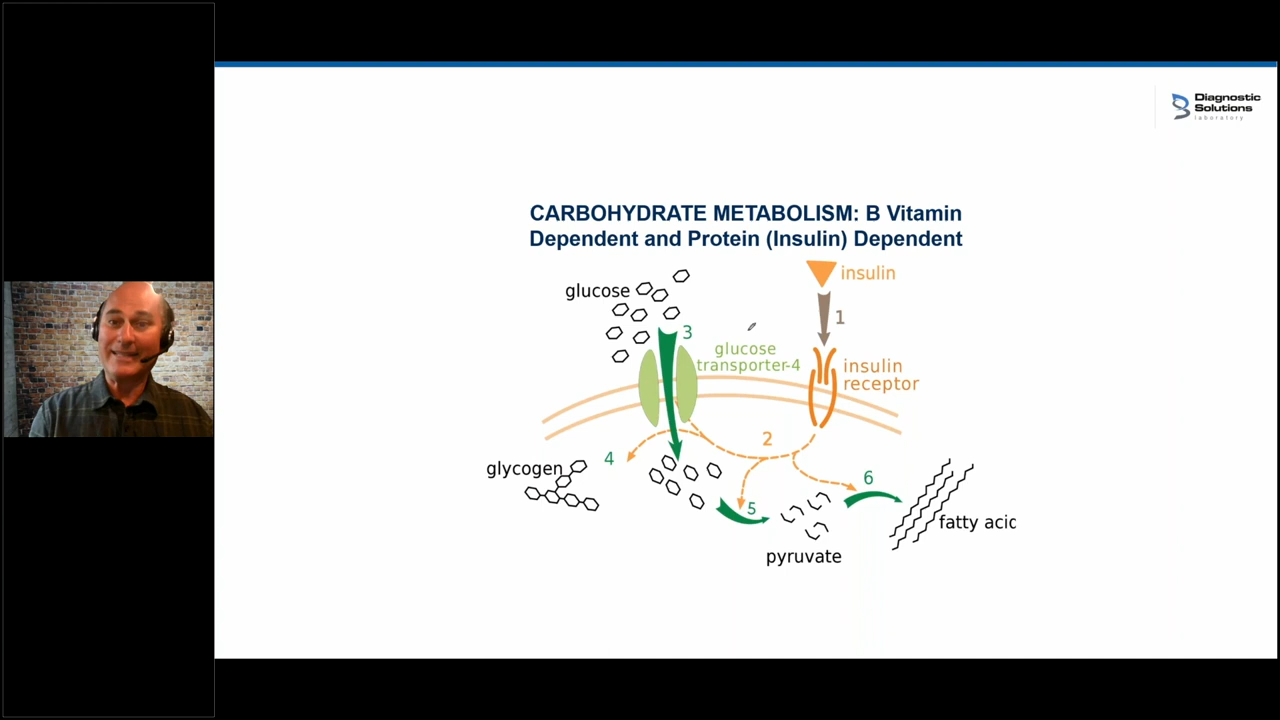 Diagnostic
Solutions
laboratory
CARBOHYDRATE METABOLISM: B Vitamin
Dependent and Protein (Insulin) Dependent
insulin
glucose
1
3
glucose
transporter-4
insulin
receptor
2
4
glycogen
6
5
fatty acid
pyruvate